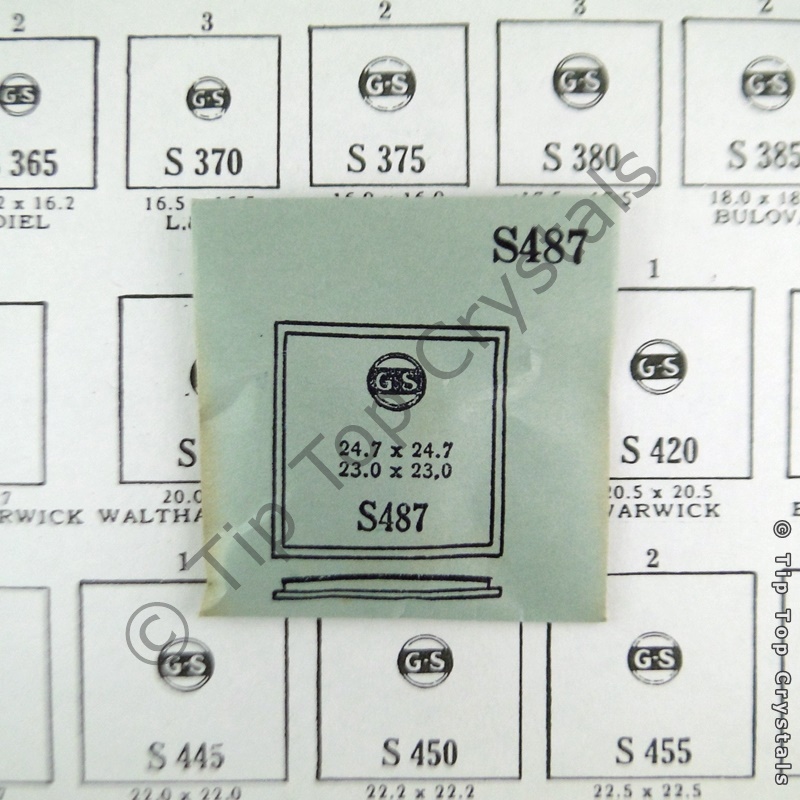 2
3
2
3
2
G·S
G·S
G·S
G·S
G·S
365
S 370
S 375
S 380
S 385
x 16.2
16.5
18.0 x 18
DIEL
BULOVA
S487
1
G·S
G·S
24.7 x 24.7
23.0 x 23.0
S487
S
S 420
20.0
20.5 x 20.5
RWICK
WALTHA
WARWICK
1
2
G·S
G·S
G·S
S 445
S 450
S 455
22.0 x 22.0
22.2 x 22.2
22.5 x 22.5
© Tip Top Crystals
© Tip Top Crystals